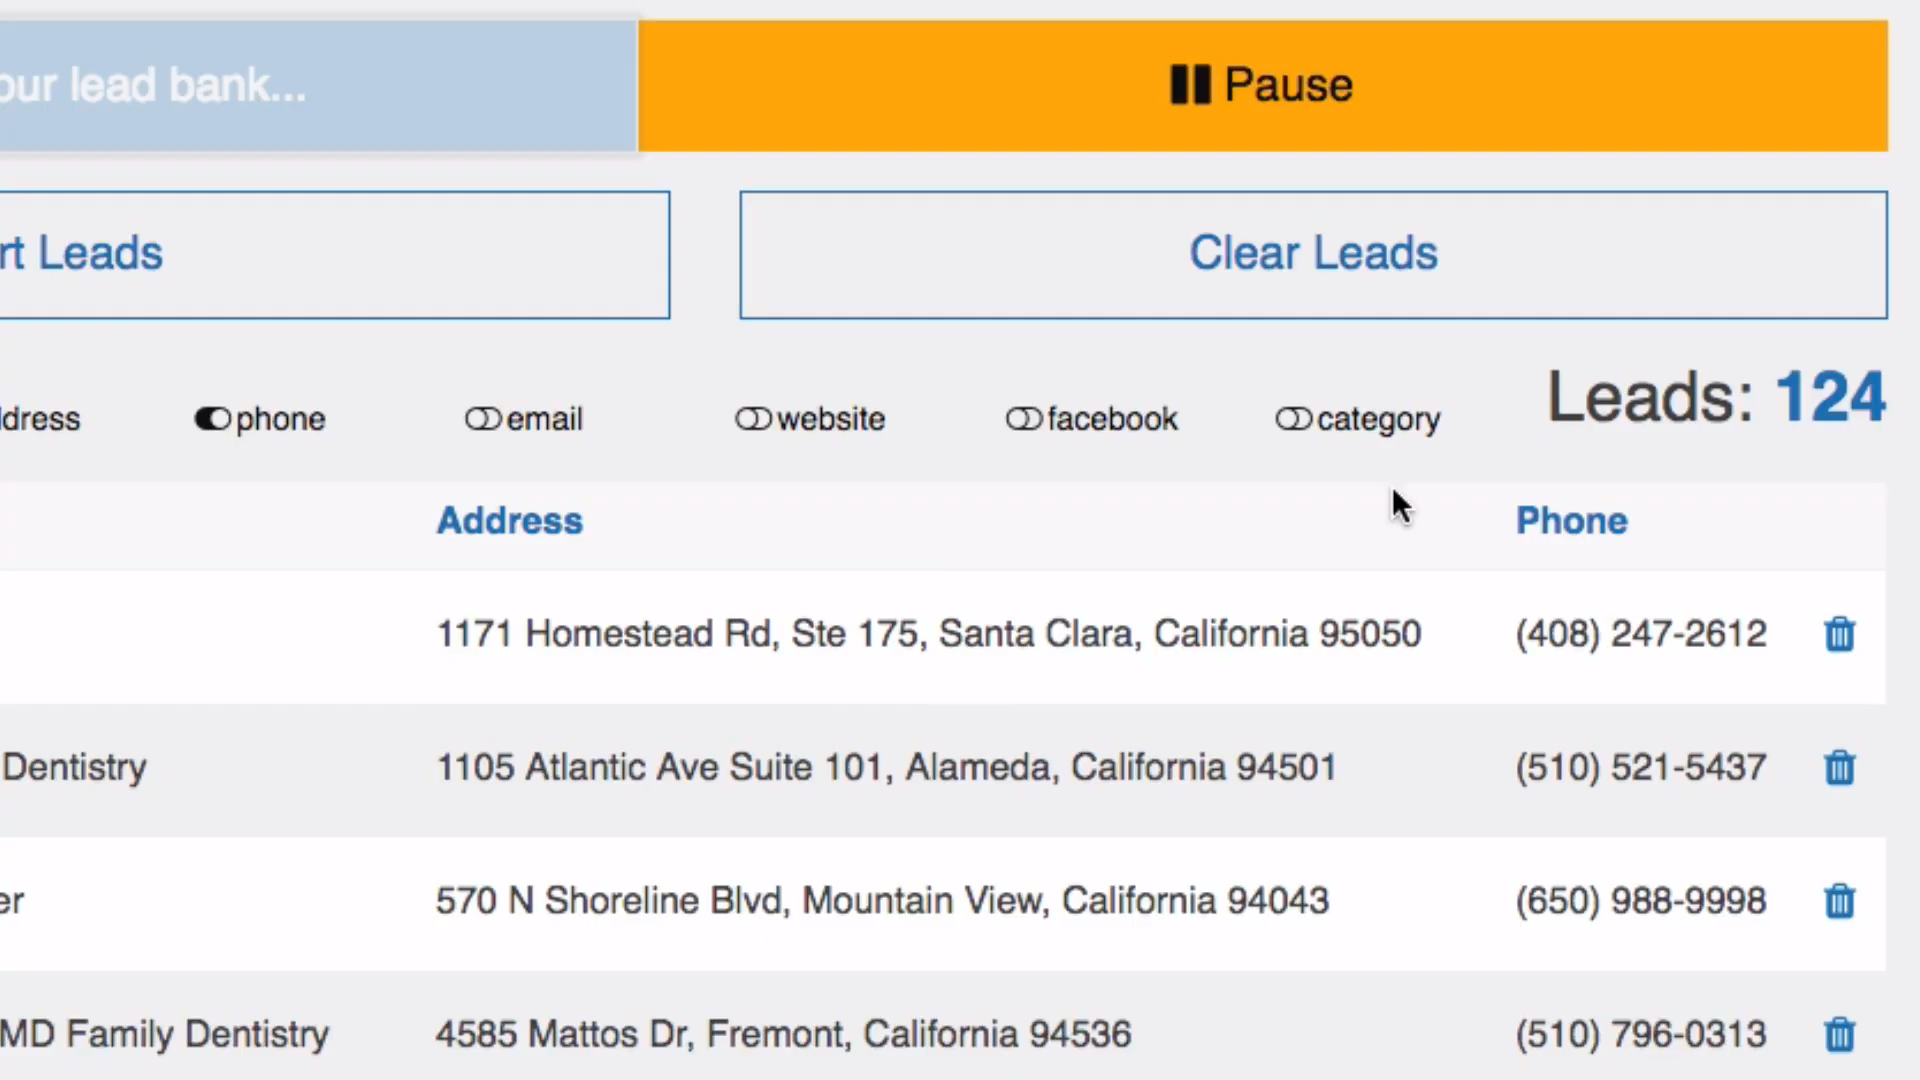 our lead bank...
Pause
rt Leads
Clear Leads
dress
phone
email
website
facebook
category
Leads: 124
Address
Phone
1171 Homestead Rd, Ste 175, Santa Clara, California 95050
(408) 247-2612
Dentistry
1105 Atlantic Ave Suite 101, Alameda, California 94501
(510) 521-5437
er
570 N Shoreline Blvd, Mountain View, California 94043
(650) 988-9998
MD Family Dentistry
4585 Mattos Dr, Fremont, California 94536
(510) 796-0313